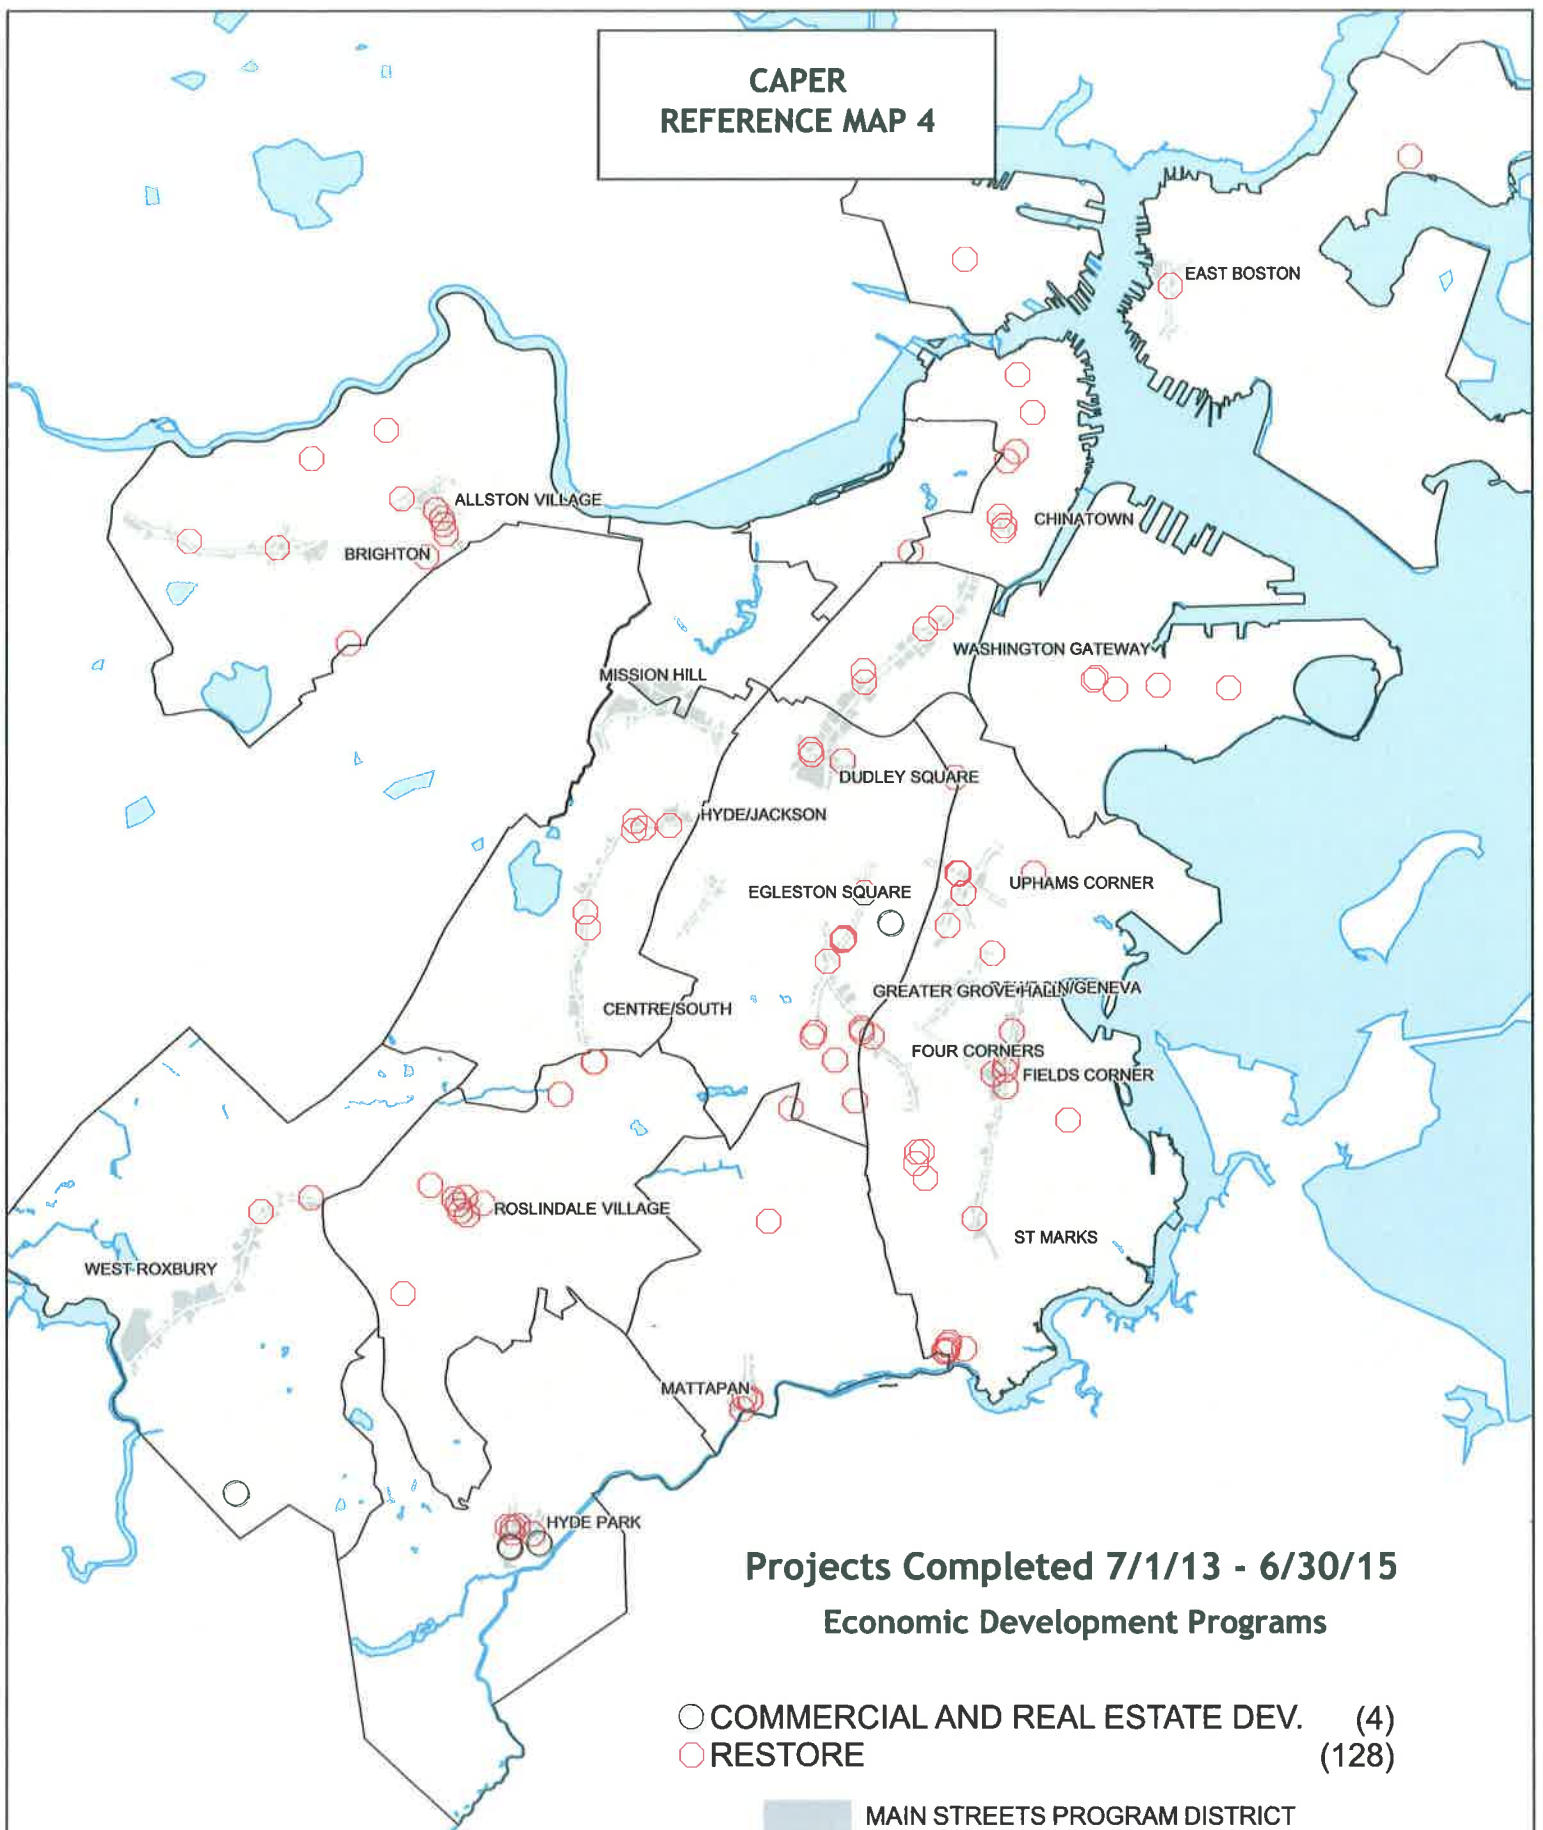 CAPER
REFERENCE MAP 4
EAST BOSTON
ALLSTON VILLAGE
CHINATOWN
BRIGHTON
WASHINGTON GATEWAY
MISSION HILL
DUDLEY SQUARE
HYDE/JACKSON
UPHAMS CORNER
EGLESTON SQUARE
GREATER GROVE HALL
IN/GENEVA
CENTRE/SOUTH
FOUR CORNERS
FIELDS CORNER
ROSLINDALE VILLAGE
ST MARKS
WEST ROXBURY
MATTAPAN
HYDE PARK
Projects Completed 7/1/13 - 6/30/15
Economic Development Programs
COMMERCIAL AND REAL ESTATE DEV. (4)
RESTORE (128)
MAIN STREETS PROGRAM DISTRICT